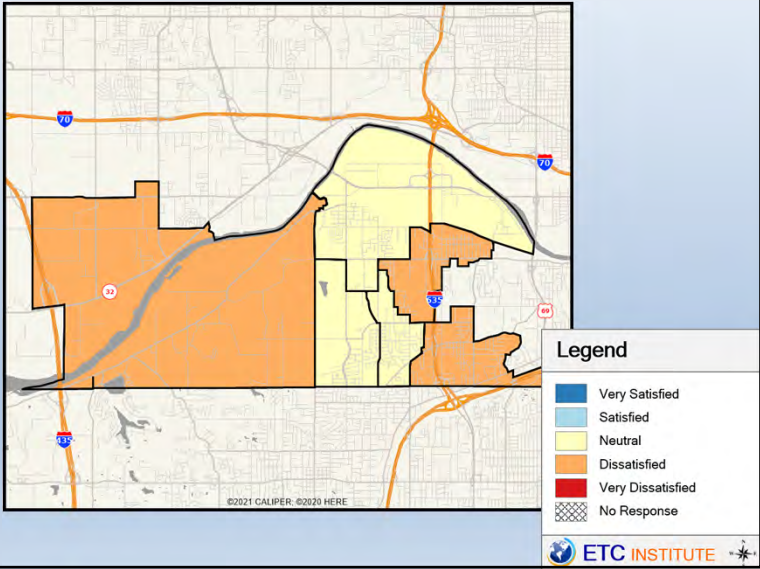 70
70
32
635
69
435
©2021 CALIPER; ©2020 HERE
Legend
Very Satisfied
Satisfied
Neutral
Dissatisfied
Very Dissatisfied
No Response
ETC INSTITUTE